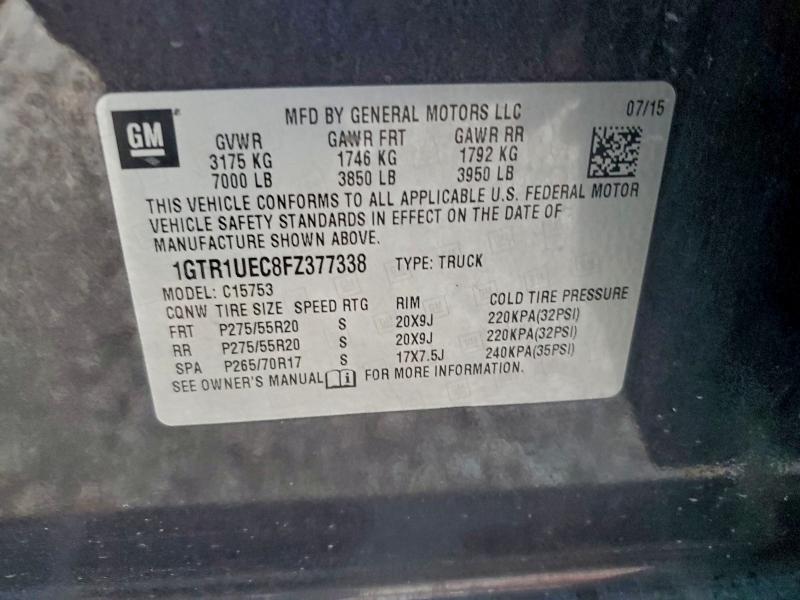 GM
MFD BY GENERAL MOTORS LLC 07/15
GVWR GAWR FRT GAWR RR
3175 KG 1746 KG 1792 KG
7000 LB 3850 LB 3950 LB
THIS VEHICLE CONFORMS TO ALL APPLICABLE U.S. FEDERAL MOTOR
VEHICLE SAFETY STANDARDS IN EFFECT ON THE DATE OF
MANUFACTURE SHOWN ABOVE.
1GTR1UEC8FZ377338 TYPE: TRUCK
MODEL: C15753
CQNW TIRE SIZE SPEED RTG RIM COLD TIRE PRESSURE
FRT P275/55R20 S 20X9J 220KPA(32PSI)
RR P275/55R20 S 20X9J 220KPA(32PSI)
SPA P265/70R17 S 17X7.5J 240KPA(35PSI)
SEE OWNER'S MANUAL FOR MORE INFORMATION.